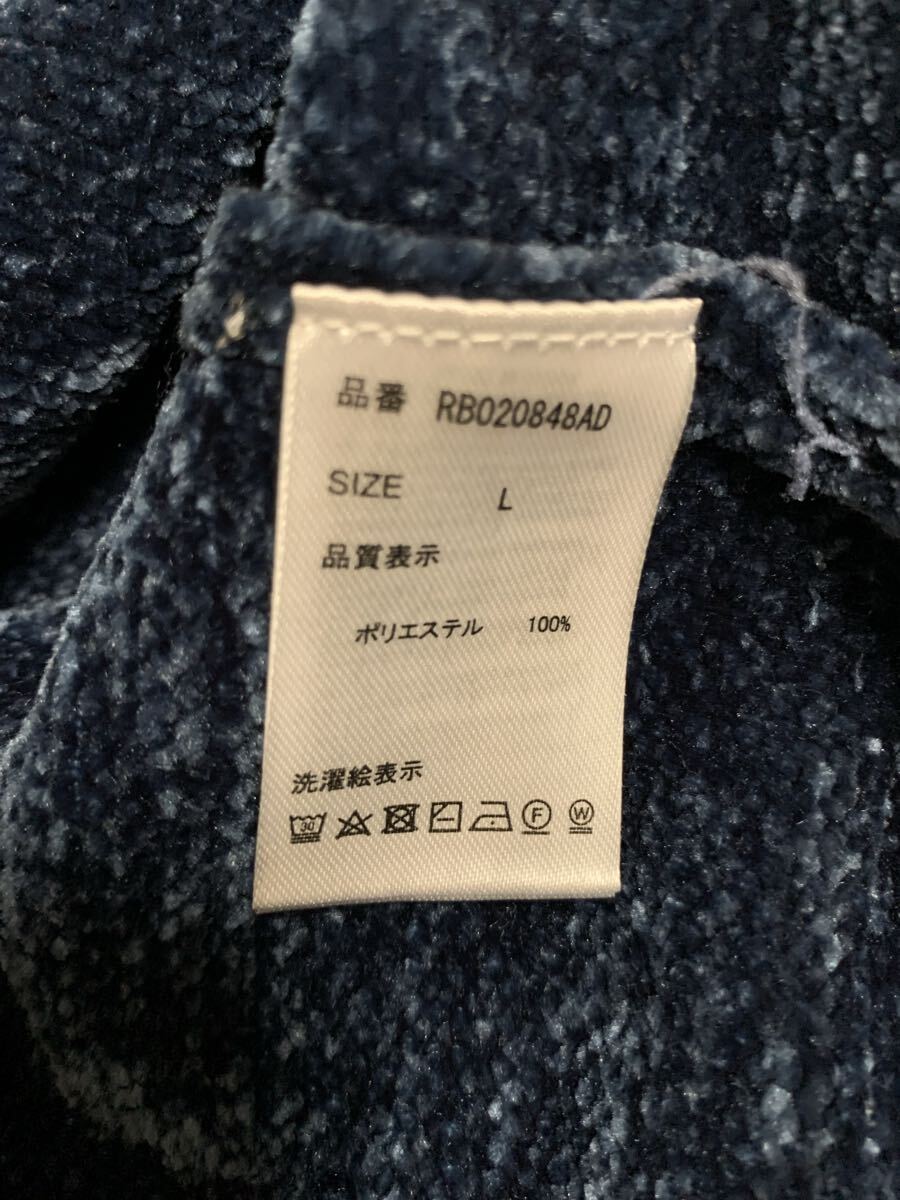 品番 RB020848AD
SIZE L
品質表示
ポリエステル 100%
洗濯絵表示
30 F W